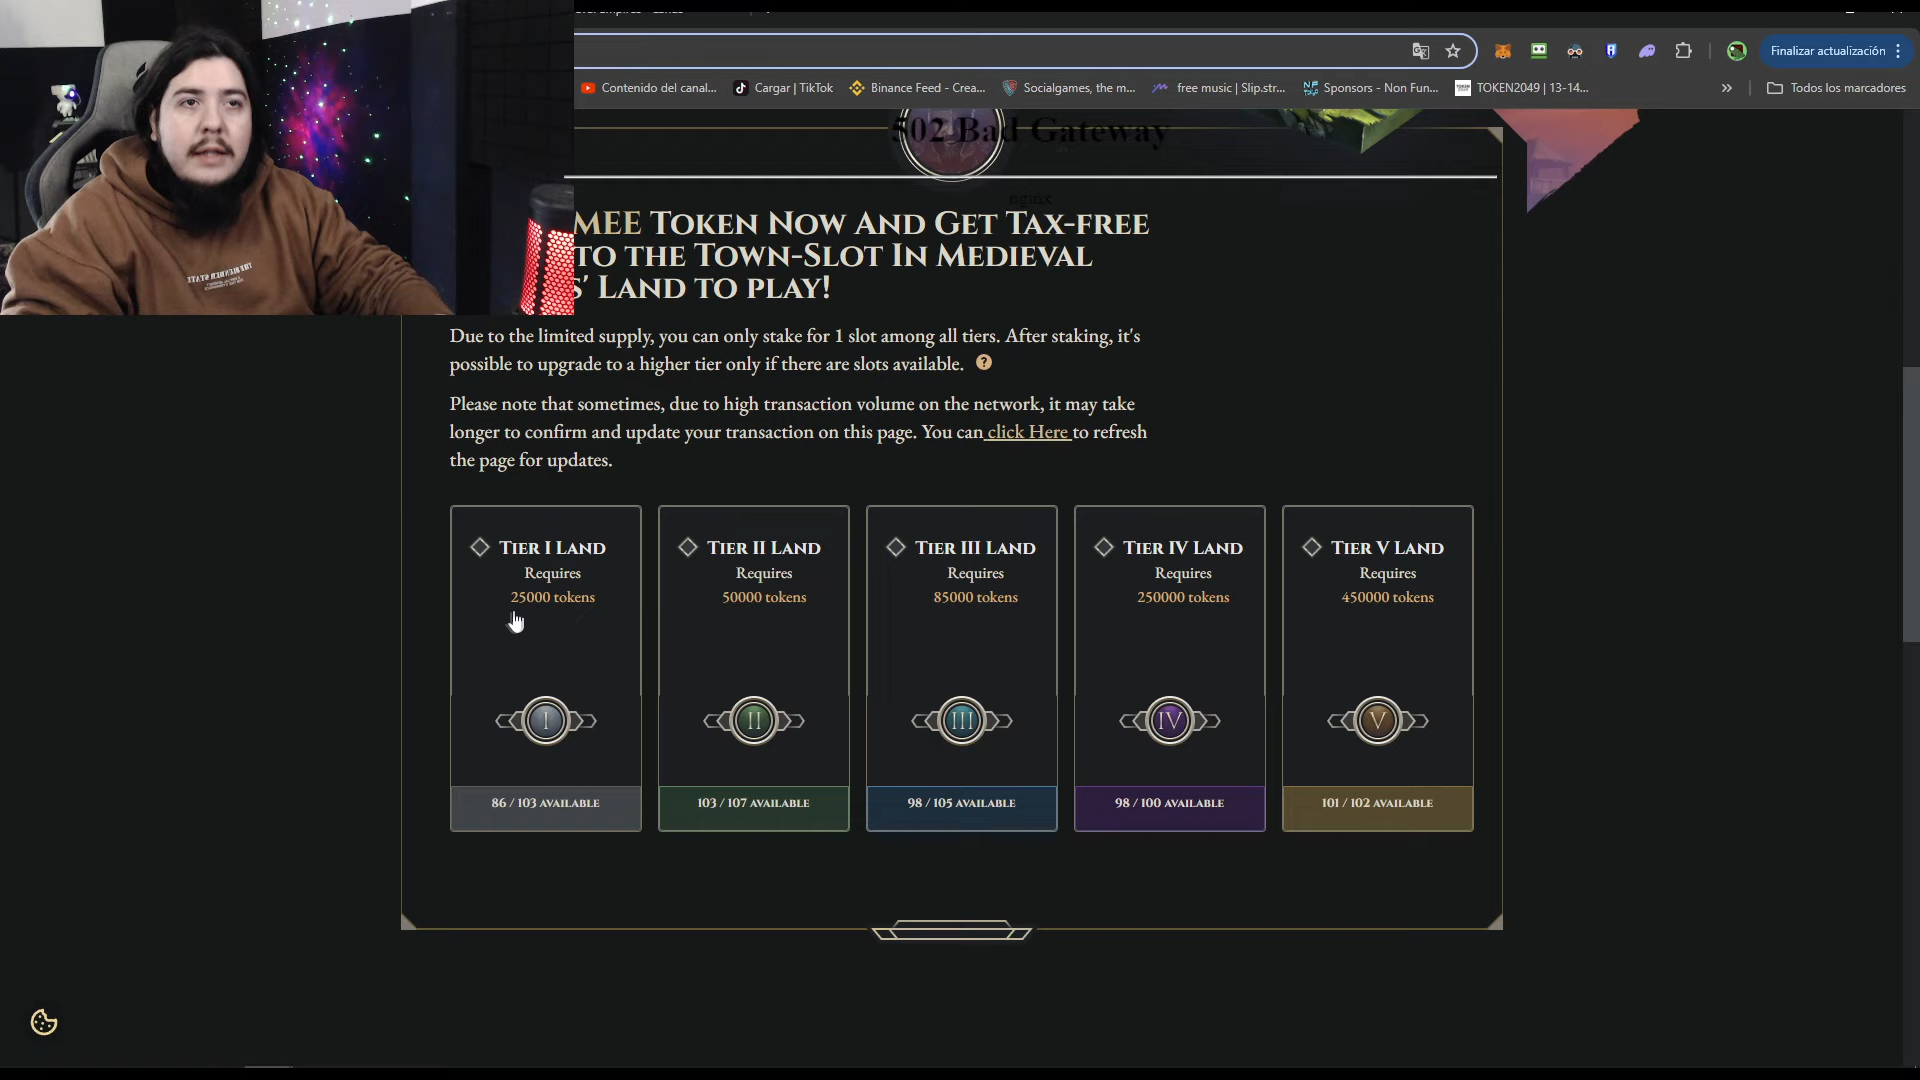 Finalizar actualización
Contenido del canal...
Cargar | TikTok
Binance Feed - Crea...
Socialgames, the m...
free music | Slip.str...
Sponsors - Non Fun...
TOKEN2049 | 13-14...
Todos los marcadores
502 Bad Gateway
nginx
MEE Token Now And Get Tax-free
to the Town-Slot In Medieval
s' Land to play!
Due to the limited supply, you can only stake for 1 slot among all tiers. After staking, it's
possible to upgrade to a higher tier only if there are slots available. ?
Please note that sometimes, due to high transaction volume on the network, it may take
longer to confirm and update your transaction on this page. You can click Here to refresh
the page for updates.
Tier I Land
Requires
25000 tokens
I
86 / 103 available
Tier II Land
Requires
50000 tokens
II
103 / 107 available
Tier III Land
Requires
85000 tokens
III
98 / 105 available
Tier IV Land
Requires
250000 tokens
IV
98 / 100 available
Tier V Land
Requires
450000 tokens
V
101 / 102 available